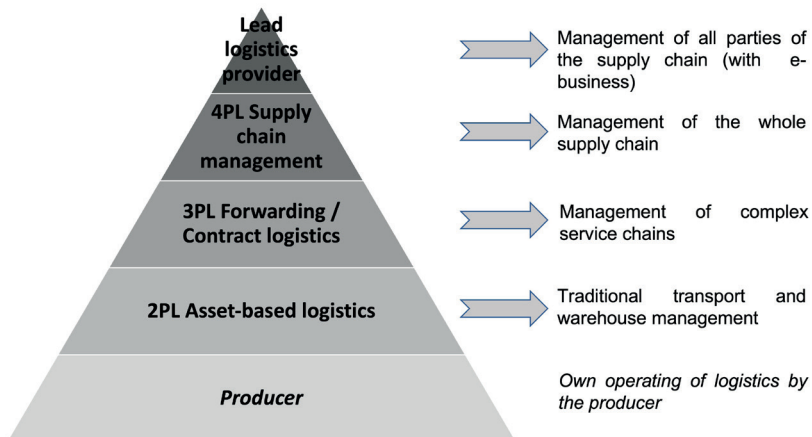 Lead
logistics
provider
Management of all parties of
the supply chain (with e-
business)
4PL Supply
chain
management
Management of the whole
supply chain
3PL Forwarding /
Contract logistics
Management of complex
service chains
2PL Asset-based logistics
Traditional transport and
warehouse management
Producer
Own operating of logistics by
the producer